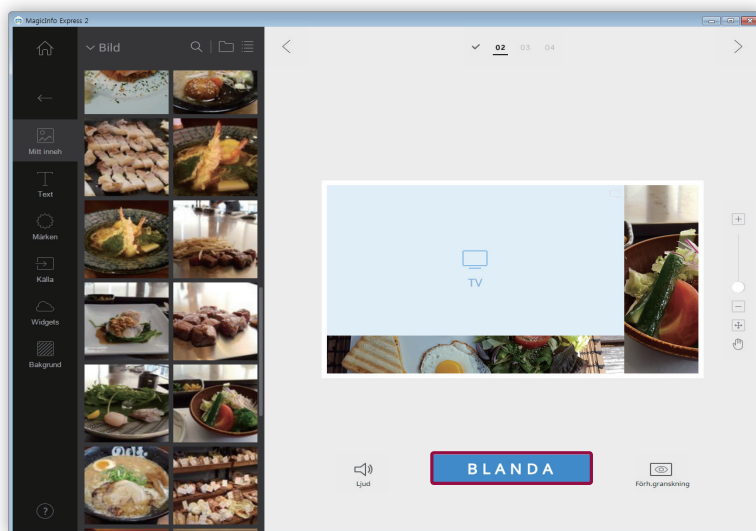 MagicInfo Express 2
Bild
02 03 04
Mitt inneh
Text
Märken
Källa
Widgets
Bakgrund
?
TV
Ljud
BLANDA
Förh.granskning